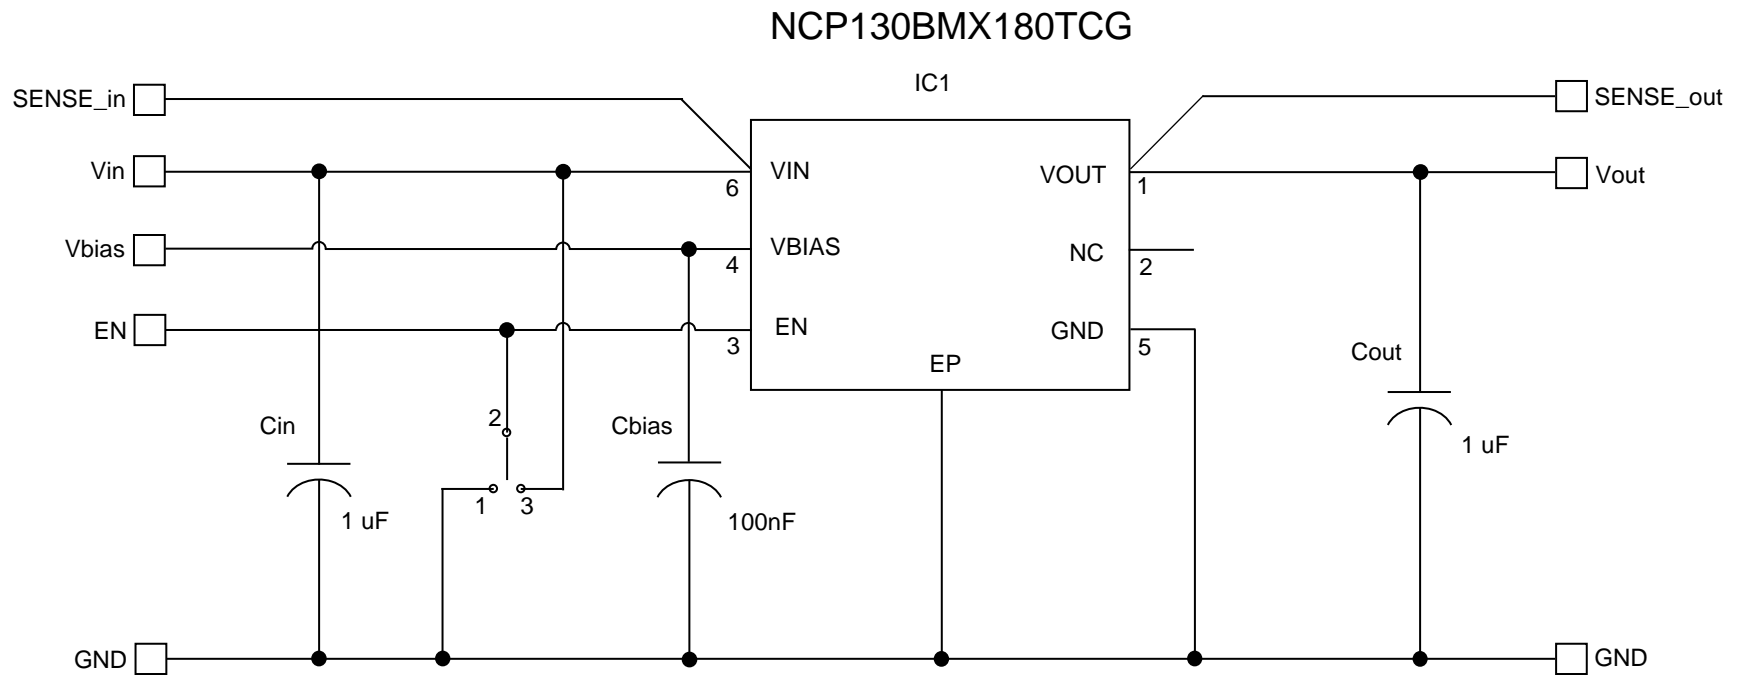 NCP130BMX180TCG
IC1
SENSE_in
SENSE_out
Vin
VIN
6
VOUT
1
Vout
Vbias
VBIAS
4
NC
2
EN
EN
3
GND
5
EP
Cout
1 uF
Cin
1 uF
2
1
3
Cbias
100nF
GND
GND